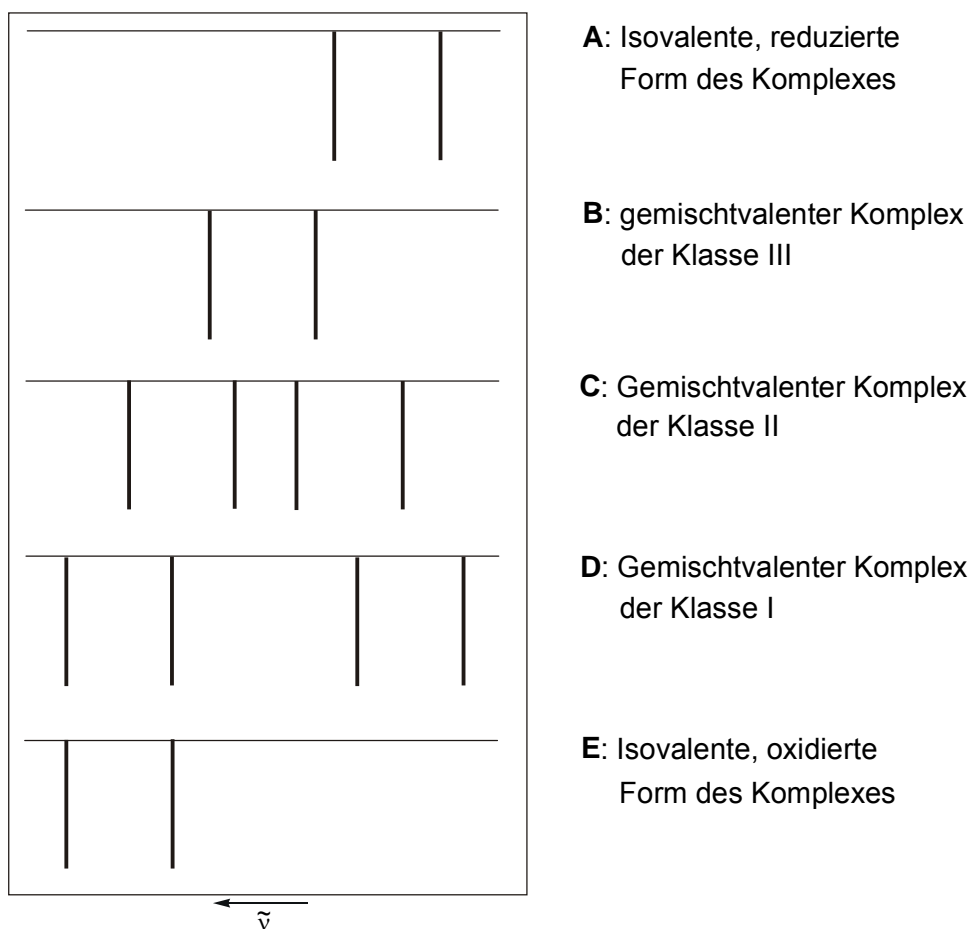 A: Isovalente, reduzierte
Form des Komplexes
B: gemischtvalenter Komplex
der Klasse III
C: Gemischtvalenter Komplex
der Klasse II
D: Gemischtvalenter Komplex
der Klasse I
E: Isovalente, oxidierte
Form des Komplexes
ṽ